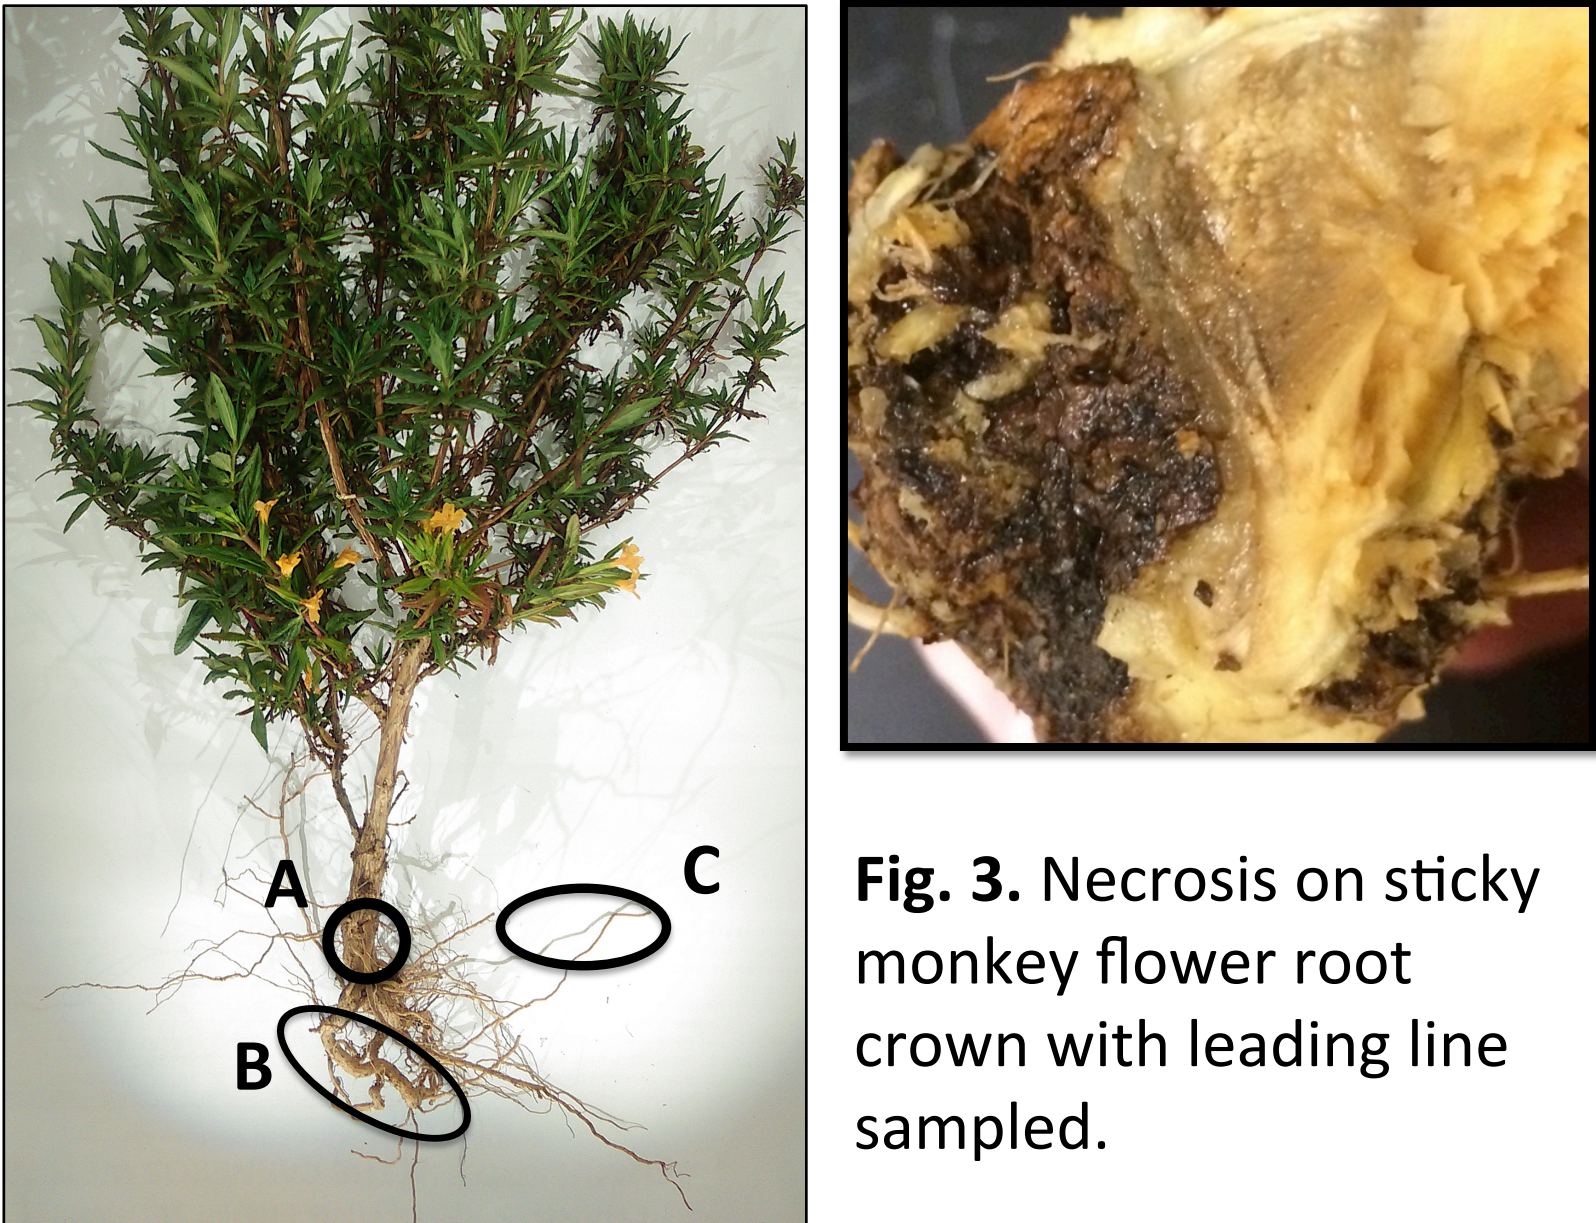 A
C
B
Fig. 3. Necrosis on sticky
monkey flower root
crown with leading line
sampled.